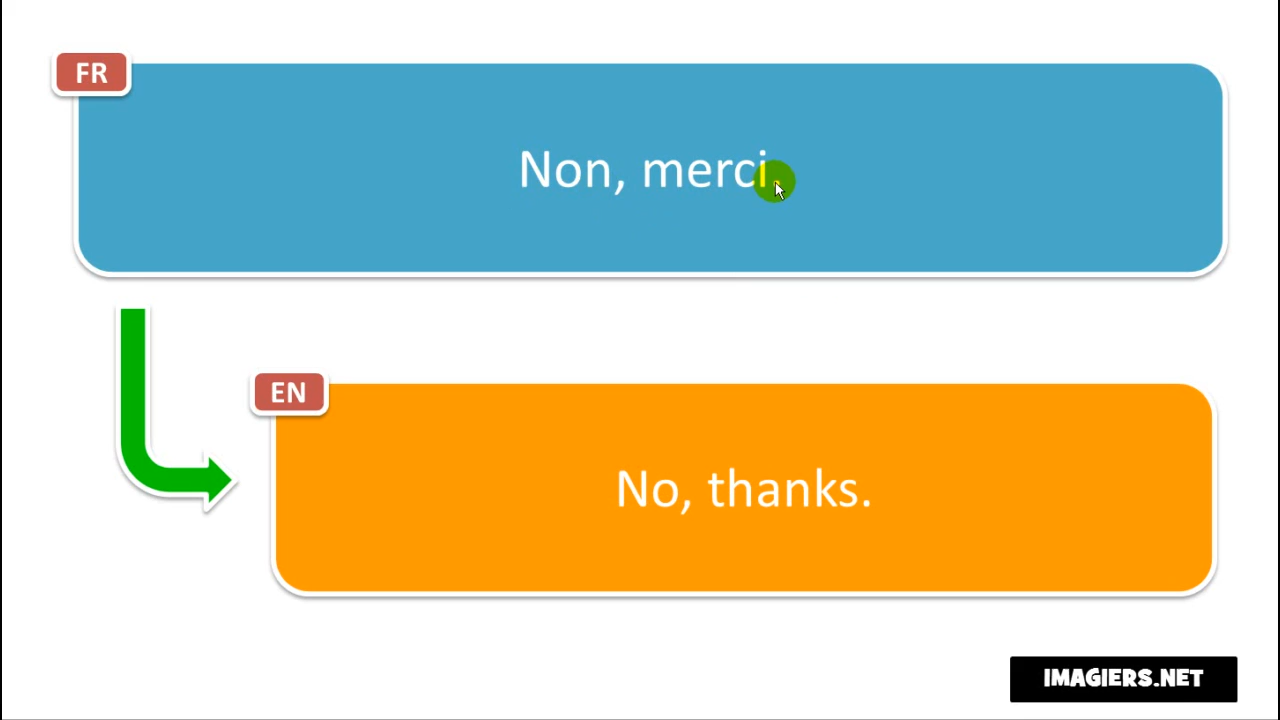 FR
Non, merci.
EN
No, thanks.
IMAGIERS.NET